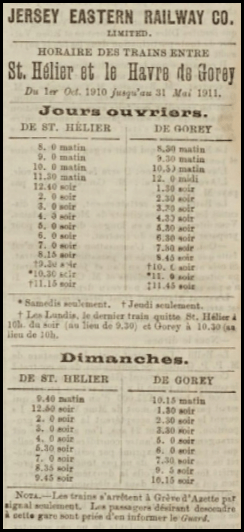 JERSEY EASTERN RAILWAY CO.
LIMITED.
HORAIRE DES TRAINS ENTRE
St. Hélier et le Havre de Gorey
Du 1er Oct. 1910 jusqu'au 31 Mai 1911.
Jours ouvriers.
DE ST. HÉLIER DE GOREY
8. 0 matin 8.30 matin
9. 0 matin 9.30 matin
10. 0 matin 10.30 matin
11.30 matin 12. 0 midi
12.40 soir 1.30 soir
2. 0 soir 2.30 soir
3. 0 soir 3.30 soir
4. 0 soir 4.30 soir
5. 0 soir 5.30 soir
6. 0 soir 6.30 soir
7. 0 soir 7.30 soir
8.15 soir 8.45 soir
†9.30 soir †10. 0 soir
*10.30 soir *11. 0 soir
†11.15 soir ‡11.45 soir
* Samedis seulement. † Jeudi seulement.
† Les Lundis, le dernier train quitte St. Hélier à
10h. du soir (au lieu de 9.30) et Gorey à 10.30 (au
lieu de 10h.
Dimanches.
DE ST. HÉLIER DE GOREY
9.40 matin 10.15 matin
12.50 soir 1.30 soir
2. 0 soir 2.30 soir
3. 0 soir 3.30 soir
4. 0 soir 5. 0 soir
5.30 soir 6. 0 soir
7. 0 soir 7.30 soir
8.35 soir 9. 5 soir
9.45 soir 10.15 soir
NOTA.—Les trains s'arrêtent à Grève d'Azette par
signal seulement. Les passagers désirant descendre
à cette gare sont priés d'en informer le Guard.